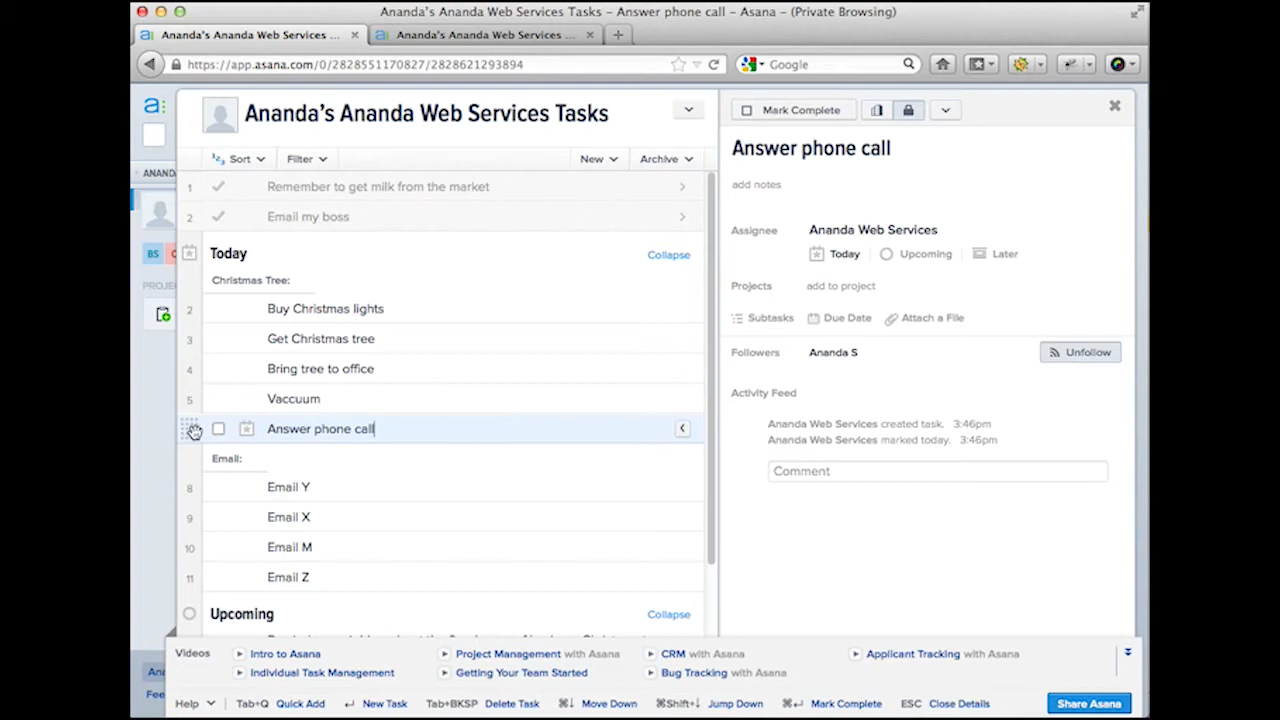 Ananda's Ananda Web Services Tasks – Answer phone call – Asana – (Private Browsing)
Ananda's Ananda Web Services ...
Ananda's Ananda Web Services ...
https://app.asana.com/0/2828551170827/2828621293894
Google
a:
Ananda's Ananda Web Services Tasks
Mark Complete
Answer phone call
Sort
Filter
New
Archive
add notes
ANAND
1 Remember to get milk from the market
2 Email my boss
Assignee Ananda Web Services
Today Upcoming Later
BS
Today Collapse
Christmas Tree:
PROJE
Projects add to project
2 Buy Christmas lights
3 Get Christmas tree
4 Bring tree to office
5 Vaccuum
Answer phone call
Subtasks Due Date Attach a File
Followers Ananda S Unfollow
Activity Feed
Ananda Web Services created task. 3:46pm
Ananda Web Services marked today. 3:46pm
Comment
Email:
8 Email Y
9 Email X
10 Email M
11 Email Z
Upcoming Collapse
Videos Intro to Asana Project Management with Asana CRM with Asana Applicant Tracking with Asana
Individual Task Management Getting Your Team Started Bug Tracking with Asana
Ana
Fee
Help Tab+Q Quick Add ↵ New Task Tab+BKSP Delete Task ⌘↓ Move Down ⌘Shift+↓ Jump Down ⌘↵ Mark Complete ESC Close Details Share Asana